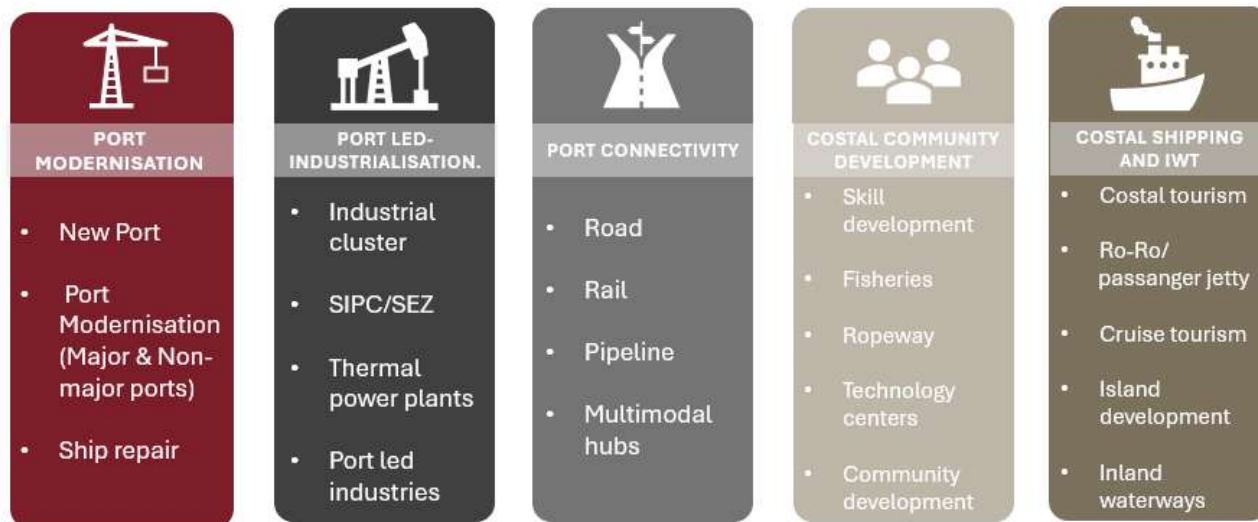 PORT
MODERNISATION
• New Port
• Port
Modernisation
(Major & Non-
major ports)
• Ship repair
PORT LED-
INDUSTRIALISATION.
• Industrial
cluster
• SIPC/SEZ
• Thermal
power plants
• Port led
industries
PORT CONNECTIVITY
• Road
• Rail
• Pipeline
• Multimodal
hubs
COSTAL COMMUNITY
DEVELOPMENT
• Skill
development
• Fisheries
• Ropeway
• Technology
centers
• Community
development
COSTAL SHIPPING
AND IWT
• Costal tourism
• Ro-Ro/
passanger jetty
• Cruise tourism
• Island
development
• Inland
waterways